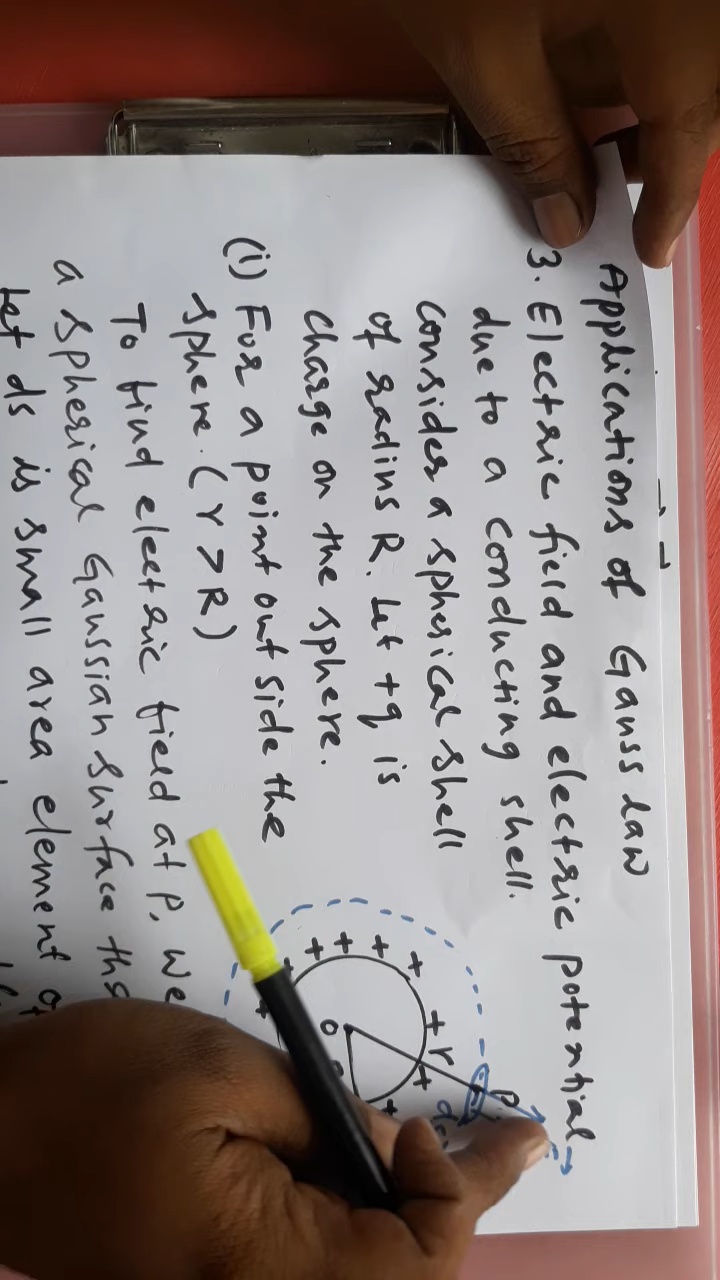 Applications of Gauss law
3. Electric field and electric potential
due to a conducting shell.
consider a spherical shell
of radius R. Let +q is
charge on the sphere.
(i) For a point out side the
sphere. (r > R)
To find electric field at P, we
a spherical Gaussian surface
Let ds is small area element of
+ + + + + + +
O r P